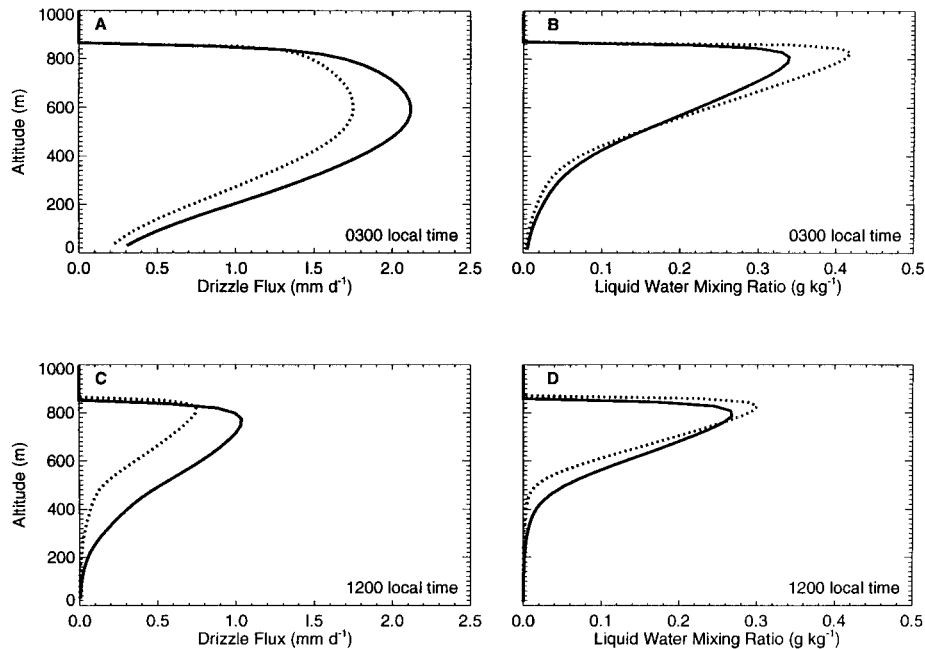 A
B
1000
800
600
400
200
0
Altitude (m)
0300 local time
0.0 0.5 1.0 1.5 2.0 2.5
Drizzle Flux (mm d⁻¹)
0300 local time
0.0 0.1 0.2 0.3 0.4 0.5
Liquid Water Mixing Ratio (g kg⁻¹)
C
D
1000
800
600
400
200
0
Altitude (m)
1200 local time
0.0 0.5 1.0 1.5 2.0 2.5
Drizzle Flux (mm d⁻¹)
1200 local time
0.0 0.1 0.2 0.3 0.4 0.5
Liquid Water Mixing Ratio (g kg⁻¹)